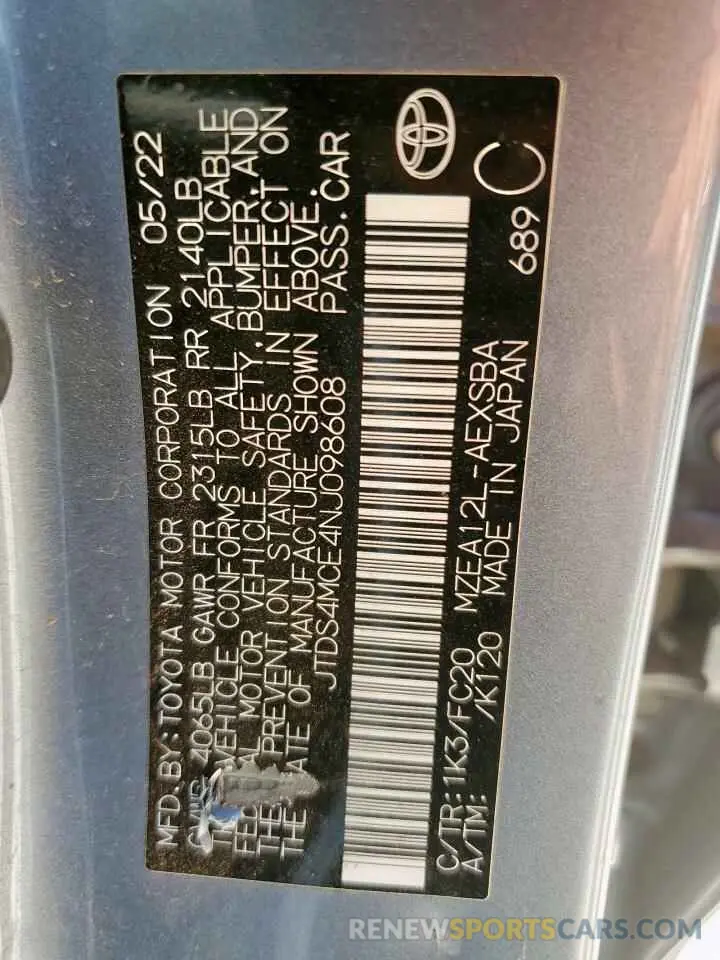 MFD. BY: TOYOTA MOTOR CORPORATION 05/22
4065LB GAWR FR 2315LB RR 2140LB
VEHICLE CONFORMS TO ALL APPLICABLE
MOTOR VEHICLE SAFETY, BUMPER, AND
PREVENTION STANDARDS IN EFFECT ON
THE DATE OF MANUFACTURE SHOWN ABOVE.
JTDS4MCE4NJ098608 PASS. CAR
C/TR: 1K3/FC20 MZEA12L-AEXSBA 689 C
A/TM: /K120 MADE IN JAPAN
RENEWSPORTSCARS.COM